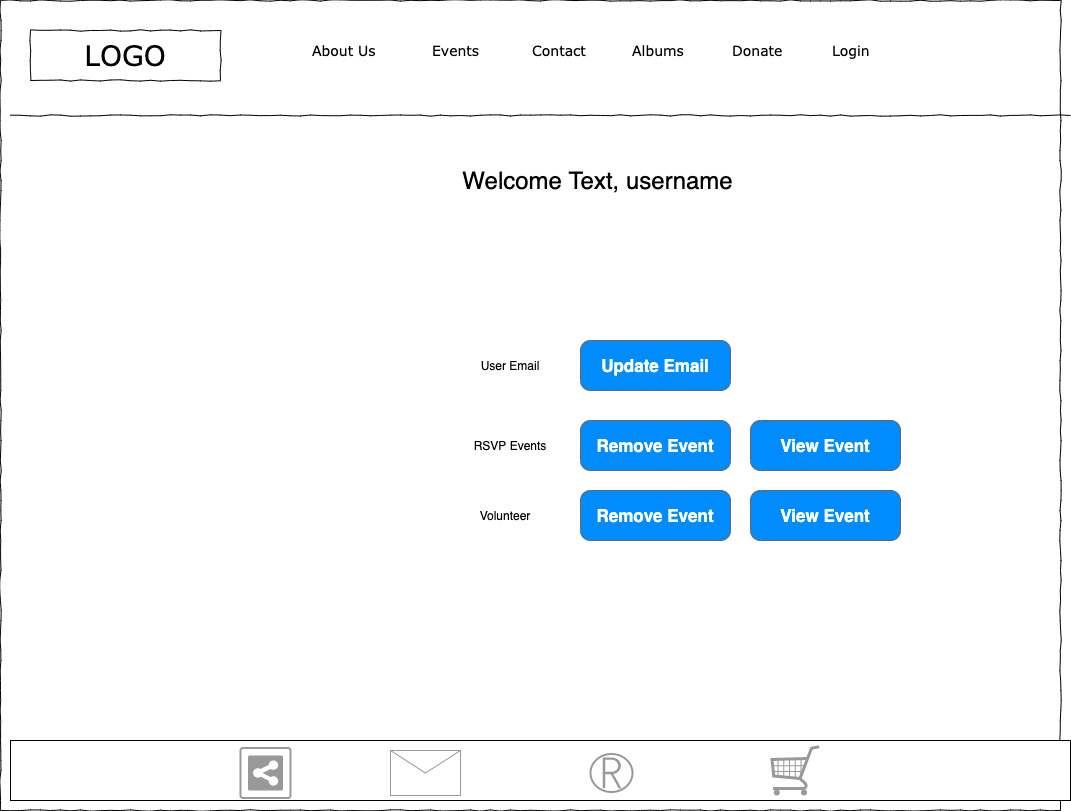 LOGO
About Us
Events
Contact
Albums
Donate
Login
Welcome Text, username
User Email
Update Email
RSVP Events
Remove Event
View Event
Volunteer
Remove Event
View Event
®